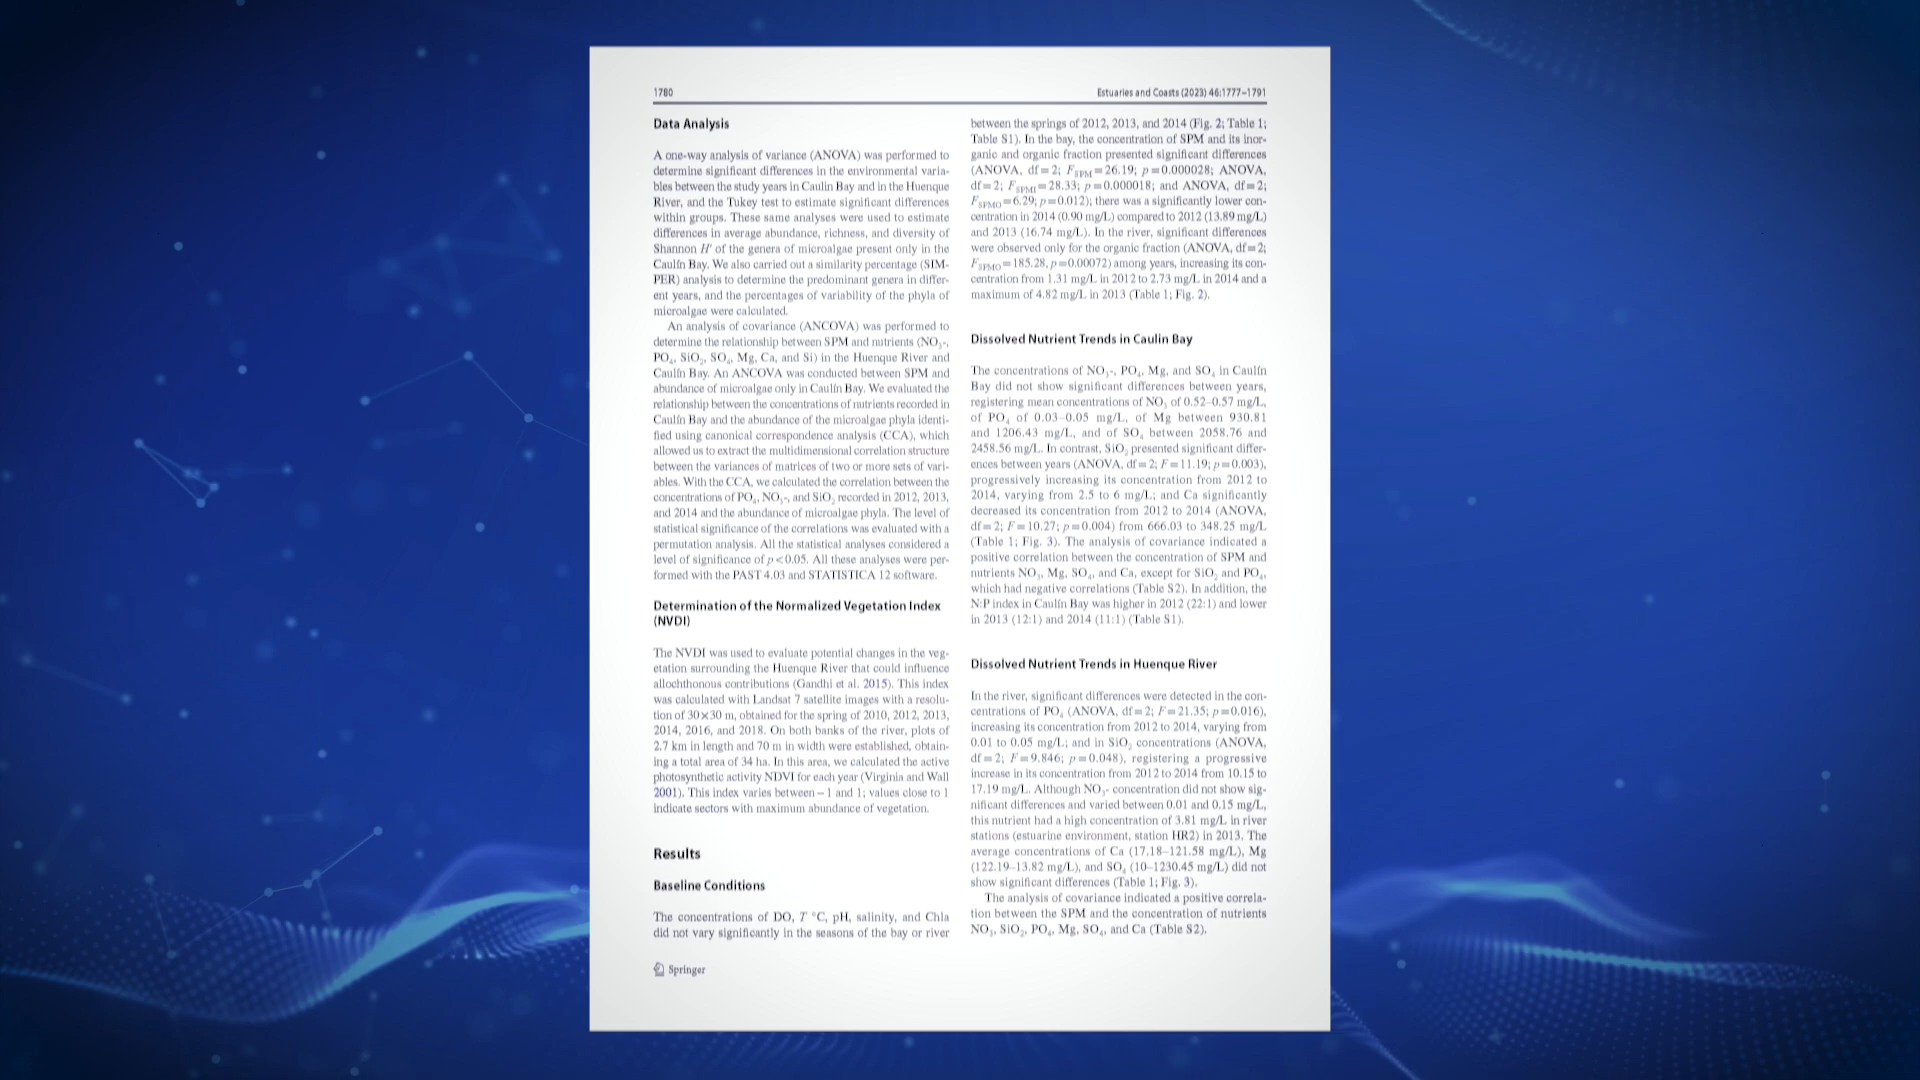 1780
Estuaries and Coasts (2023) 46:1777–1791
Data Analysis
A one-way analysis of variance (ANOVA) was performed to
determine significant differences in the environmental varia-
bles between the study years in Caulín Bay and in the Huenque
River, and the Tukey test to estimate significant differences
within groups. These same analyses were used to estimate
differences in average abundance, richness, and diversity of
Shannon H′ of the genera of microalgae present only in the
Caulín Bay. We also carried out a similarity percentage (SIM-
PER) analysis to determine the predominant genera in differ-
ent years, and the percentages of variability of the phyla of
microalgae were calculated.
An analysis of covariance (ANCOVA) was performed to
determine the relationship between SPM and nutrients (NO3-,
PO4, SiO2, SO4, Mg, Ca, and Si) in the Huenque River and
Caulín Bay. An ANCOVA was conducted between SPM and
abundance of microalgae only in Caulín Bay. We evaluated the
relationship between the concentrations of nutrients recorded in
Caulín Bay and the abundance of the microalgae phyla identi-
fied using canonical correspondence analysis (CCA), which
allowed us to extract the multidimensional correlation structure
between the variances of matrices of two or more sets of vari-
ables. With the CCA, we calculated the correlation between the
concentrations of PO4, NO3-, and SiO2 recorded in 2012, 2013,
and 2014 and the abundance of microalgae phyla. The level of
statistical significance of the correlations was evaluated with a
permutation analysis. All the statistical analyses considered a
level of significance of p < 0.05. All these analyses were per-
formed with the PAST 4.03 and STATISTICA 12 software.
Determination of the Normalized Vegetation Index
(NVDI)
The NVDI was used to evaluate potential changes in the veg-
etation surrounding the Huenque River that could influence
allochthonous contributions (Gandhi et al. 2015). This index
was calculated with Landsat 7 satellite images with a resolu-
tion of 30 × 30 m, obtained for the spring of 2010, 2012, 2013,
2014, 2016, and 2018. On both banks of the river, plots of
2.7 km in length and 70 m in width were established, obtain-
ing a total area of 34 ha. In this area, we calculated the active
photosynthetic activity NDVI for each year (Virginia and Wall
2001). This index varies between − 1 and 1; values close to 1
indicate sectors with maximum abundance of vegetation.
Results
Baseline Conditions
The concentrations of DO, T °C, pH, salinity, and Chla
did not vary significantly in the seasons of the bay or river
between the springs of 2012, 2013, and 2014 (Fig. 2; Table 1;
Table S1). In the bay, the concentration of SPM and its inor-
ganic and organic fraction presented significant differences
(ANOVA, df = 2; FSPM = 26.19; p = 0.000028; ANOVA,
df = 2; FSPMI = 28.33; p = 0.000018; and ANOVA, df = 2;
FSPMO = 6.29; p = 0.012); there was a significantly lower con-
centration in 2014 (0.90 mg/L) compared to 2012 (13.89 mg/L)
and 2013 (16.74 mg/L). In the river, significant differences
were observed only for the organic fraction (ANOVA, df = 2;
FSPMO = 185.28, p = 0.00072) among years, increasing its con-
centration from 1.31 mg/L in 2012 to 2.73 mg/L in 2014 and a
maximum of 4.82 mg/L in 2013 (Table 1; Fig. 2).
Dissolved Nutrient Trends in Caulin Bay
The concentrations of NO3-, PO4, Mg, and SO4 in Caulín
Bay did not show significant differences between years,
registering mean concentrations of NO3 of 0.52–0.57 mg/L,
of PO4 of 0.03–0.05 mg/L, of Mg between 930.81
and 1206.43 mg/L, and of SO4 between 2058.76 and
2458.56 mg/L. In contrast, SiO2 presented significant differ-
ences between years (ANOVA, df = 2; F = 11.19; p = 0.003),
progressively increasing its concentration from 2012 to
2014, varying from 2.5 to 6 mg/L; and Ca significantly
decreased its concentration from 2012 to 2014 (ANOVA,
df = 2; F = 10.27; p = 0.004) from 666.03 to 348.25 mg/L
(Table 1; Fig. 3). The analysis of covariance indicated a
positive correlation between the concentration of SPM and
nutrients NO3, Mg, SO4, and Ca, except for SiO2 and PO4,
which had negative correlations (Table S2). In addition, the
N:P index in Caulín Bay was higher in 2012 (22:1) and lower
in 2013 (12:1) and 2014 (11:1) (Table S1).
Dissolved Nutrient Trends in Huenque River
In the river, significant differences were detected in the con-
centrations of PO4 (ANOVA, df = 2; F = 21.35; p = 0.016),
increasing its concentration from 2012 to 2014, varying from
0.01 to 0.05 mg/L; and in SiO2 concentrations (ANOVA,
df = 2; F = 9.846; p = 0.048), registering a progressive
increase in its concentration from 2012 to 2014 from 10.15 to
17.19 mg/L. Although NO3- concentration did not show sig-
nificant differences and varied between 0.01 and 0.15 mg/L,
this nutrient had a high concentration of 3.81 mg/L in river
stations (estuarine environment, station HR2) in 2013. The
average concentrations of Ca (17.18–121.58 mg/L), Mg
(122.19–13.82 mg/L), and SO4 (10–1230.45 mg/L) did not
show significant differences (Table 1; Fig. 3).
The analysis of covariance indicated a positive correla-
tion between the SPM and the concentration of nutrients
NO3, SiO2, PO4, Mg, SO4, and Ca (Table S2).
Springer